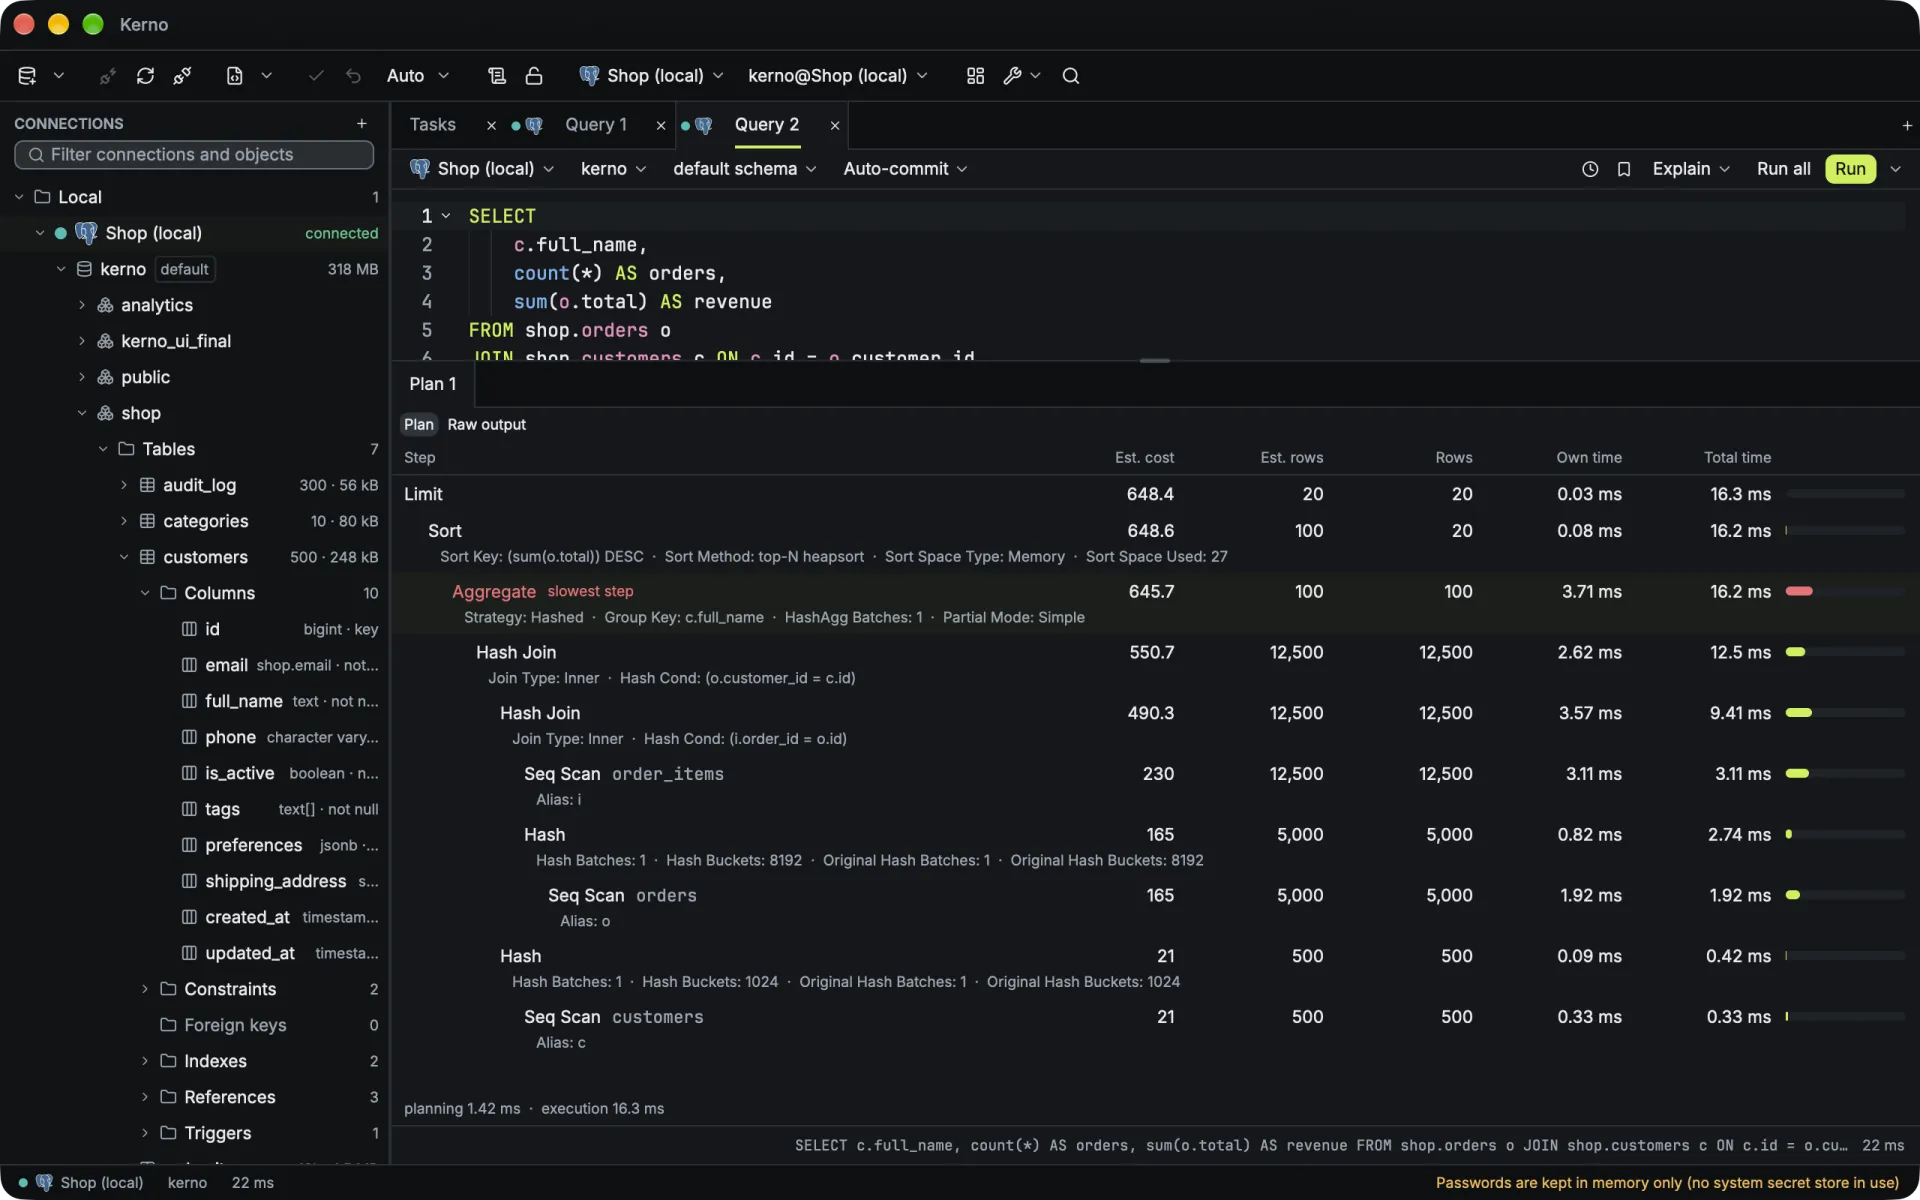 Kerno
Auto
Shop (local)
kerno@Shop (local)
CONNECTIONS
Filter connections and objects
Local 1
Shop (local) connected
kerno default 318 MB
analytics
kerno_ui_final
public
shop
Tables 7
audit_log 300 · 56 kB
categories 10 · 80 kB
customers 500 · 248 kB
Columns 10
id bigint · key
email shop.email · not...
full_name text · not n...
phone character vary...
is_active boolean · n...
tags text[] · not null
preferences jsonb ·...
shipping_address s...
created_at timestam...
updated_at timesta...
Constraints 2
Foreign keys 0
Indexes 2
References 3
Triggers 1
Tasks × Query 1 × Query 2 ×
Shop (local) kerno default schema Auto-commit Explain Run all Run
1 SELECT
2 c.full_name,
3 count(*) AS orders,
4 sum(o.total) AS revenue
5 FROM shop.orders o
6 JOIN shop.customers c ON c.id = o.customer_id
Plan 1
Plan Raw output
Step Est. cost Est. rows Rows Own time Total time
Limit 648.4 20 20 0.03 ms 16.3 ms
Sort 648.6 100 20 0.08 ms 16.2 ms
Sort Key: (sum(o.total)) DESC · Sort Method: top-N heapsort · Sort Space Type: Memory · Sort Space Used: 27
Aggregate slowest step 645.7 100 100 3.71 ms 16.2 ms
Strategy: Hashed · Group Key: c.full_name · HashAgg Batches: 1 · Partial Mode: Simple
Hash Join 550.7 12,500 12,500 2.62 ms 12.5 ms
Join Type: Inner · Hash Cond: (o.customer_id = c.id)
Hash Join 490.3 12,500 12,500 3.57 ms 9.41 ms
Join Type: Inner · Hash Cond: (i.order_id = o.id)
Seq Scan order_items 230 12,500 12,500 3.11 ms 3.11 ms
Alias: i
Hash 165 5,000 5,000 0.82 ms 2.74 ms
Hash Batches: 1 · Hash Buckets: 8192 · Original Hash Batches: 1 · Original Hash Buckets: 8192
Seq Scan orders 165 5,000 5,000 1.92 ms 1.92 ms
Alias: o
Hash 21 500 500 0.09 ms 0.42 ms
Hash Batches: 1 · Hash Buckets: 1024 · Original Hash Batches: 1 · Original Hash Buckets: 1024
Seq Scan customers 21 500 500 0.33 ms 0.33 ms
Alias: c
planning 1.42 ms · execution 16.3 ms
SELECT c.full_name, count(*) AS orders, sum(o.total) AS revenue FROM shop.orders o JOIN shop.customers c ON c.id = o.cu... 22 ms
Shop (local) kerno 22 ms
Passwords are kept in memory only (no system secret store in use)